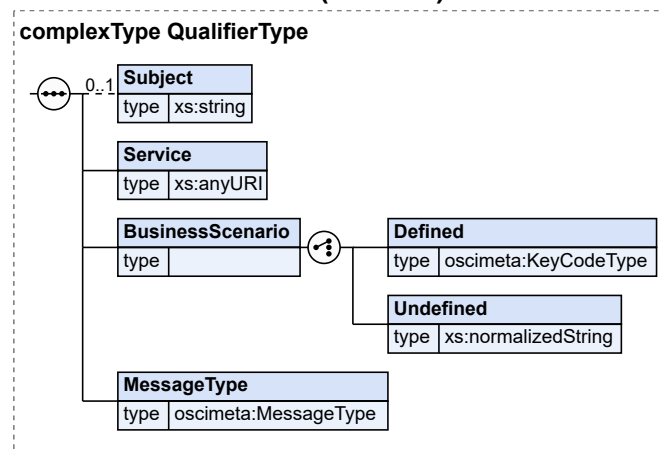 complexType QualifierType
0..1
Subject
type xs:string
Service
type xs:anyURI
BusinessScenario
type
Defined
type oscimeta:KeyCodeType
Undefined
type xs:normalizedString
MessageType
type oscimeta:MessageType